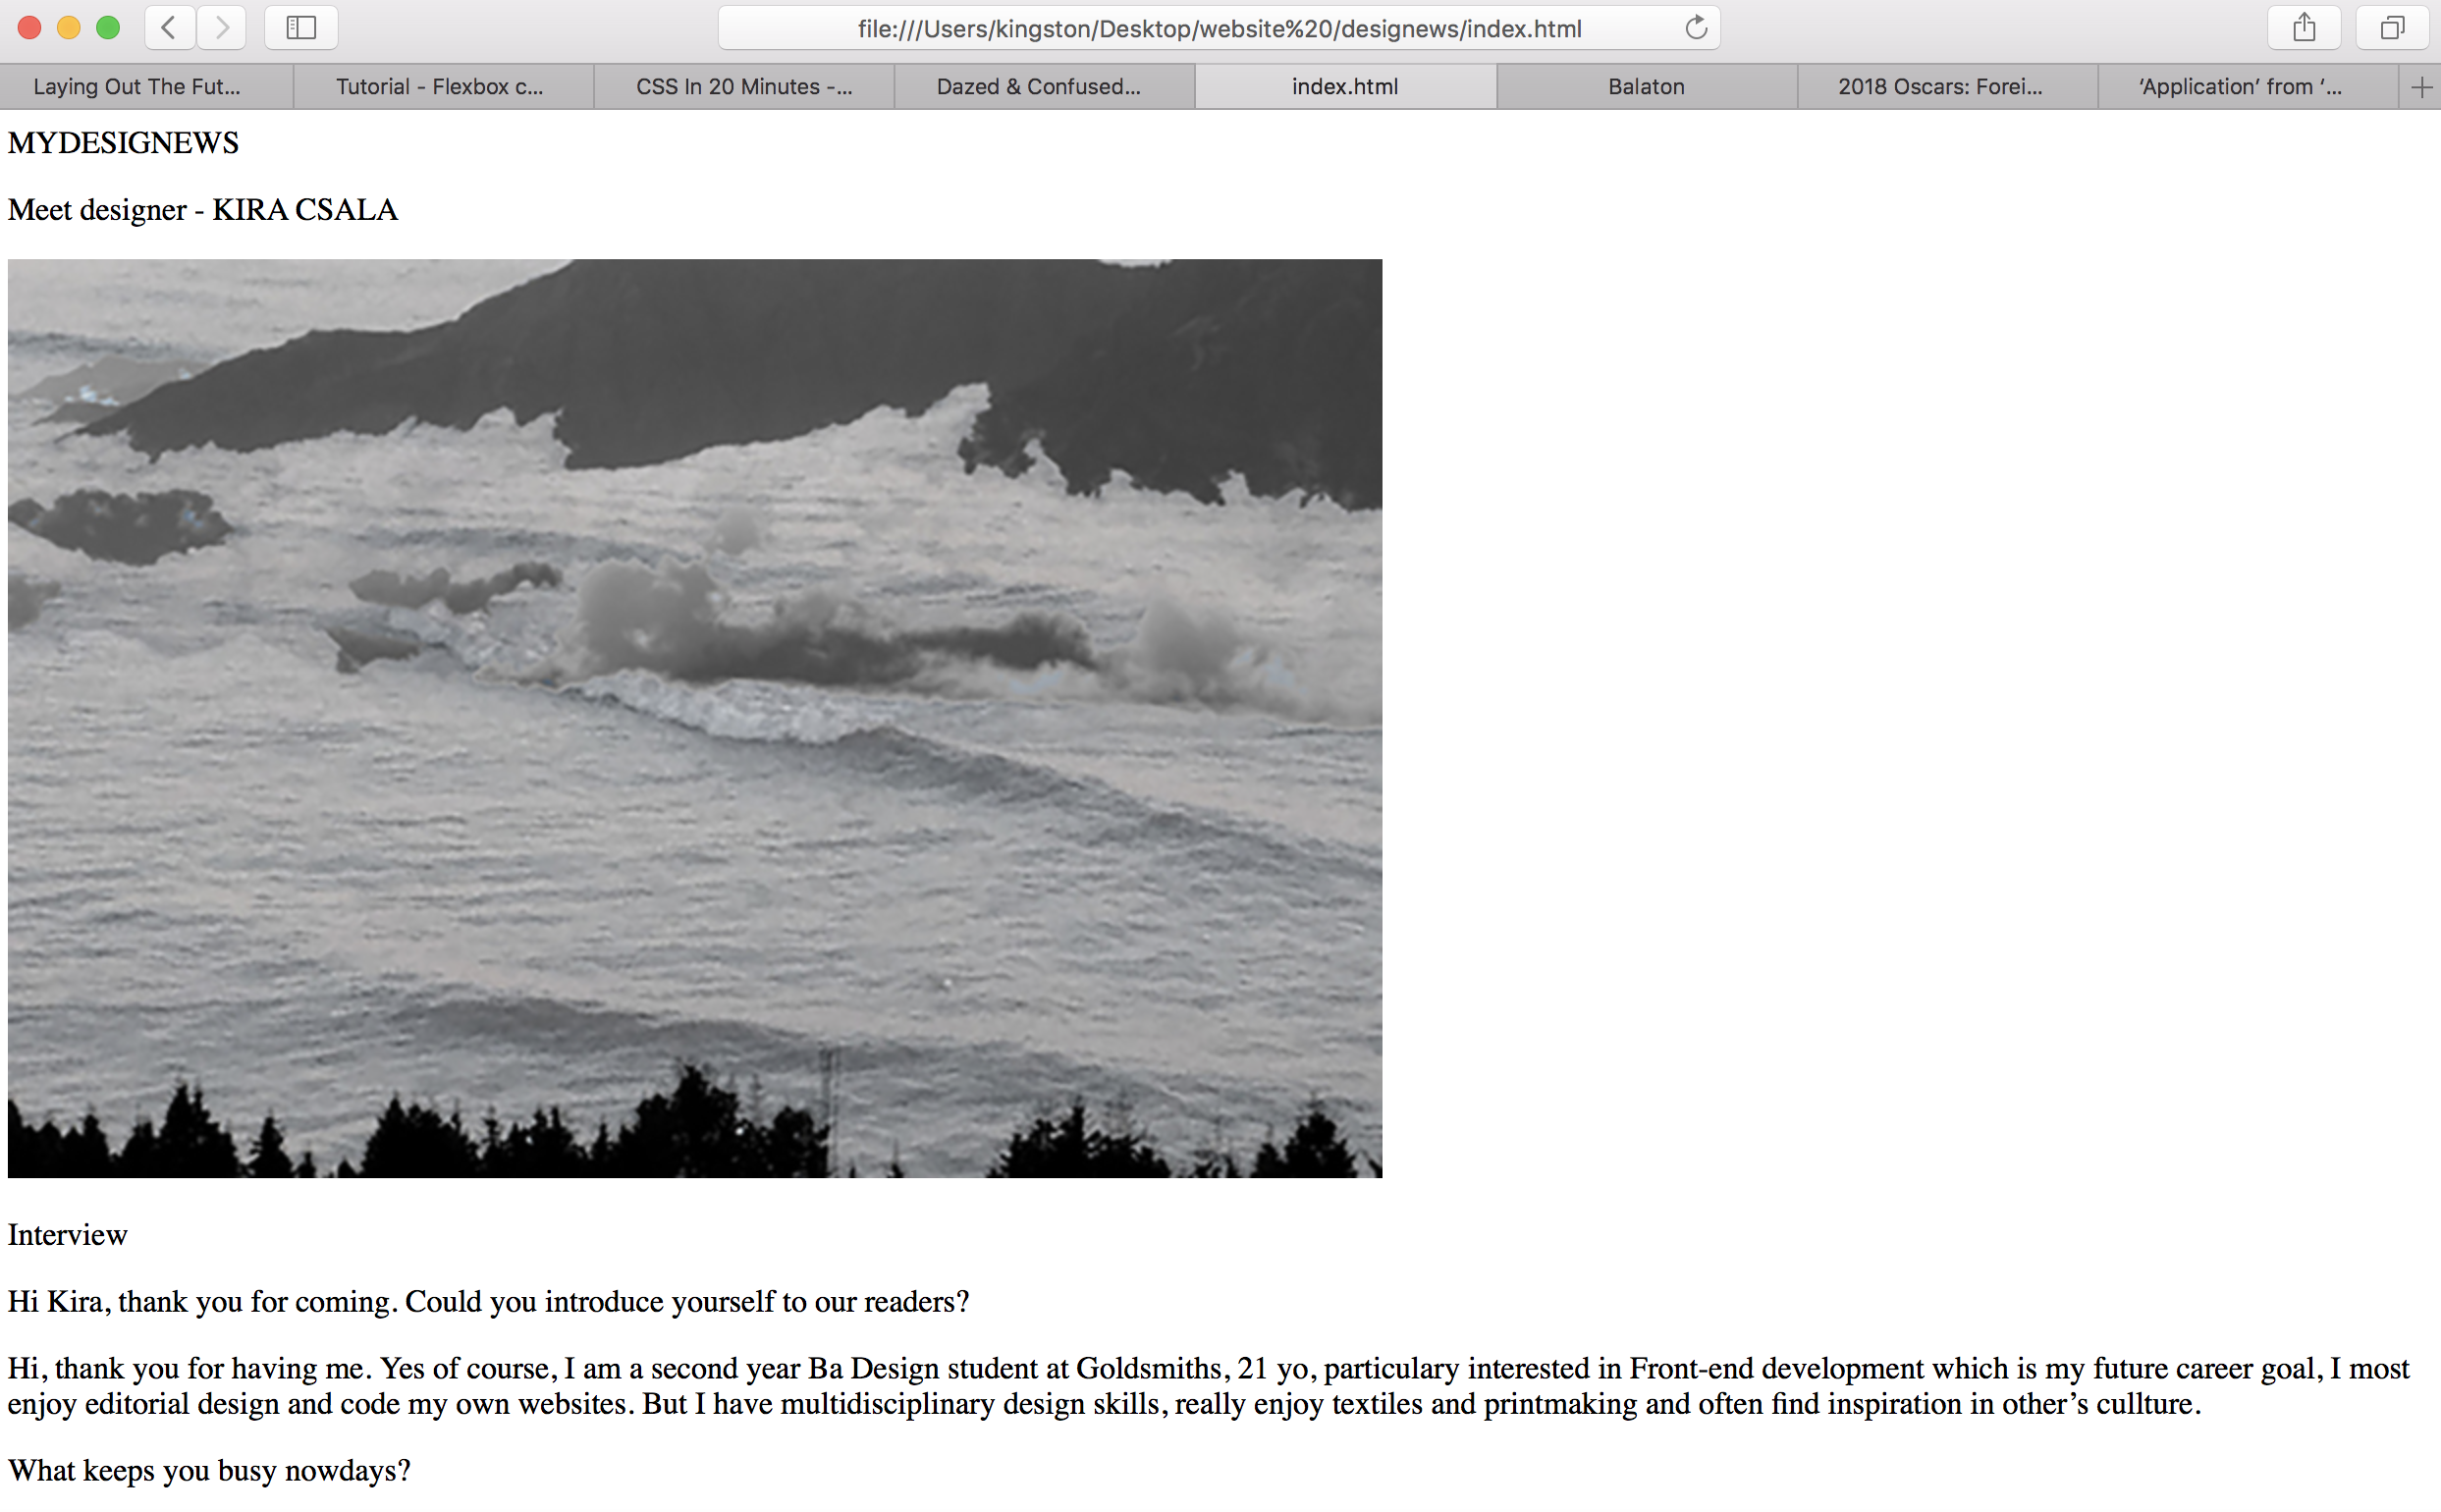 file:///Users/kingston/Desktop/website%20/designews/index.html
Laying Out The Fut... Tutorial - Flexbox c... CSS In 20 Minutes -... Dazed & Confused... index.html Balaton 2018 Oscars: Forei... ‘Application’ from ‘...
MYDESIGNEWS
Meet designer - KIRA CSALA
Interview
Hi Kira, thank you for coming. Could you introduce yourself to our readers?
Hi, thank you for having me. Yes of course, I am a second year Ba Design student at Goldsmiths, 21 yo, particulary interested in Front-end development which is my future career goal, I most
enjoy editorial design and code my own websites. But I have multidisciplinary design skills, really enjoy textiles and printmaking and often find inspiration in other’s cullture.
What keeps you busy nowdays?